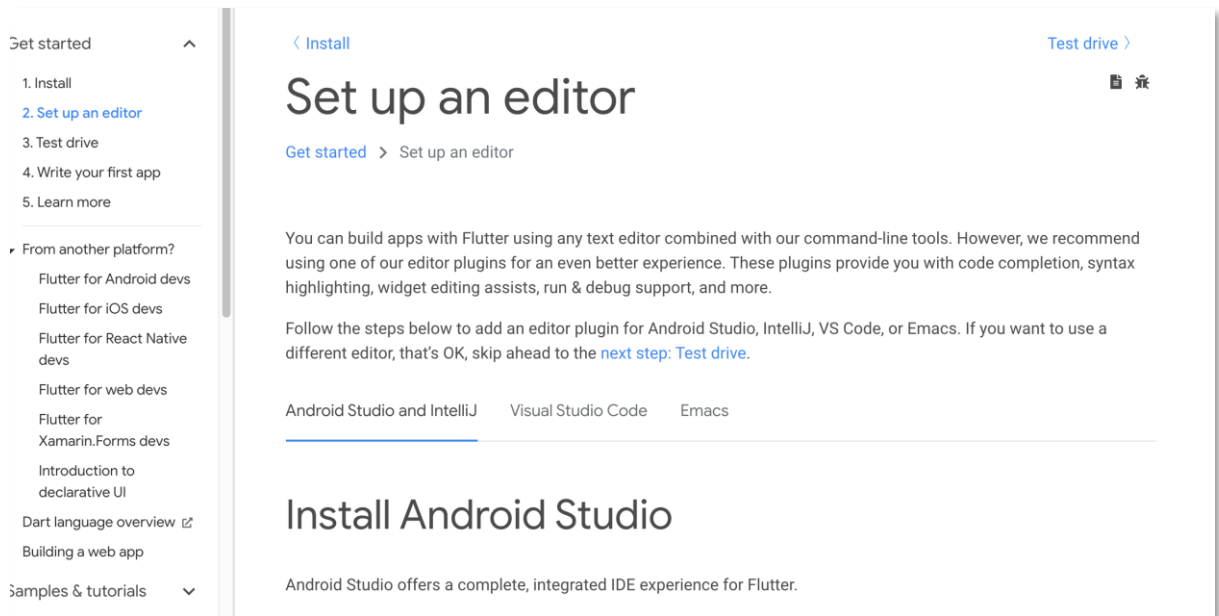 Get started
1. Install
2. Set up an editor
3. Test drive
4. Write your first app
5. Learn more
From another platform?
Flutter for Android devs
Flutter for iOS devs
Flutter for React Native
devs
Flutter for web devs
Flutter for
Xamarin.Forms devs
Introduction to
declarative UI
Dart language overview
Building a web app
Samples & tutorials
〈 Install
Test drive 〉
Set up an editor
Get started > Set up an editor
You can build apps with Flutter using any text editor combined with our command-line tools. However, we recommend
using one of our editor plugins for an even better experience. These plugins provide you with code completion, syntax
highlighting, widget editing assists, run & debug support, and more.
Follow the steps below to add an editor plugin for Android Studio, IntelliJ, VS Code, or Emacs. If you want to use a
different editor, that’s OK, skip ahead to the next step: Test drive.
Android Studio and IntelliJ Visual Studio Code Emacs
Install Android Studio
Android Studio offers a complete, integrated IDE experience for Flutter.